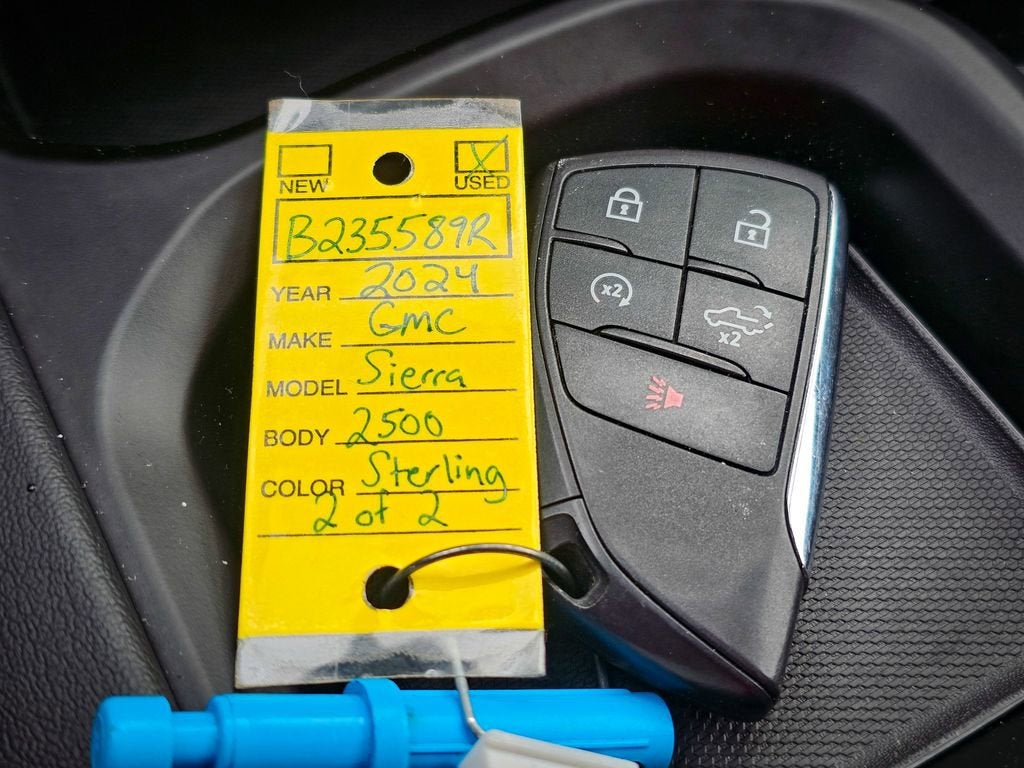 NEW
X
USED
B235589R
YEAR 2024
MAKE GMC
MODEL Sierra
BODY 2500
COLOR Sterling
2 of 2
x2
x2